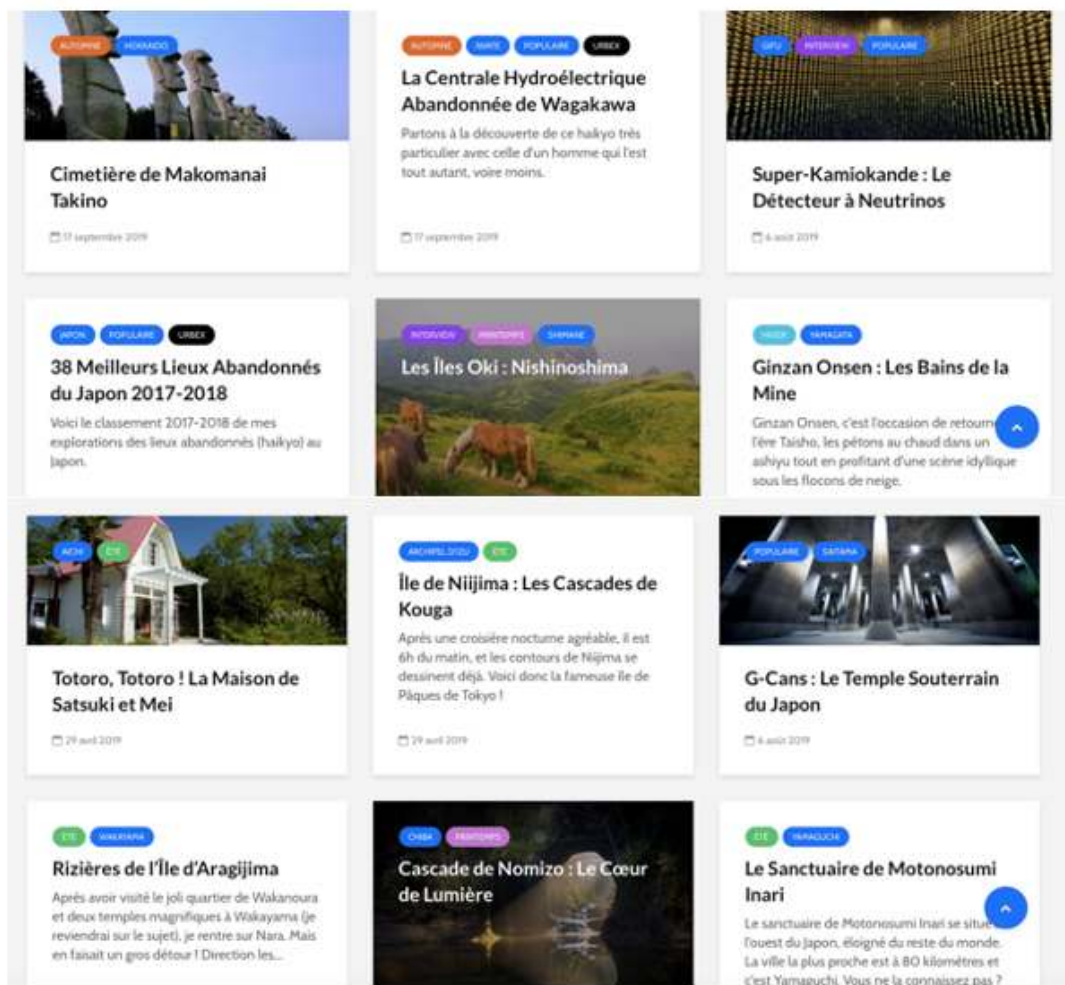 AUTOMNE HOKKAIDO
Cimetière de Makomanai
Takino
17 septembre 2019
AUTOMNE IWATE POPULAIRE URBEX
La Centrale Hydroélectrique
Abandonnée de Wagakawa
Partons à la découverte de ce haikyo très
particulier avec celle d'un homme qui l'est
tout autant, voire moins.
17 septembre 2019
GIFU INTERVIEW POPULAIRE
Super-Kamiokande : Le
Détecteur à Neutrinos
6 août 2019
JAPON POPULAIRE URBEX
38 Meilleurs Lieux Abandonnés
du Japon 2017-2018
Voici le classement 2017-2018 de mes
explorations des lieux abandonnés (haikyo) au
Japon.
INTERVIEW PRINTEMPS SHIMANE
Les Îles Oki : Nishinoshima
HIVER YAMAGATA
Ginzan Onsen : Les Bains de la
Mine
Ginzan Onsen, c'est l'occasion de retourne
l'ère Taisho, les pétons au chaud dans un
ashiyu tout en profitant d'une scène idyllique
sous les flocons de neige.
AICHI ÉTÉ
Totoro, Totoro ! La Maison de
Satsuki et Mei
29 avril 2019
ARCHIPEL D'IZU ÉTÉ
Île de Niijima : Les Cascades de
Kouga
Après une croisière nocturne agréable, il est
6h du matin, et les contours de Niijima se
dessinent déjà. Voici donc la fameuse île de
Pâques de Tokyo !
29 avril 2019
POPULAIRE SAITAMA
G-Cans : Le Temple Souterrain
du Japon
6 août 2019
ÉTÉ WAKAYAMA
Rizières de l'Île d'Aragijima
Après avoir visité le joli quartier de Wakanoura
et deux temples magnifiques à Wakayama (je
reviendrai sur le sujet), je rentre sur Nara. Mais
en faisait un gros détour ! Direction les...
CHIBA PRINTEMPS
Cascade de Nomizo : Le Cœur
de Lumière
ÉTÉ YAMAGUCHI
Le Sanctuaire de Motonosumi
Inari
Le sanctuaire de Motonosumi Inari se situe
l'ouest du Japon, éloigné du reste du monde.
La ville la plus proche est à 80 kilomètres et
c'est Yamaguchi. Vous ne la connaissez pas ?